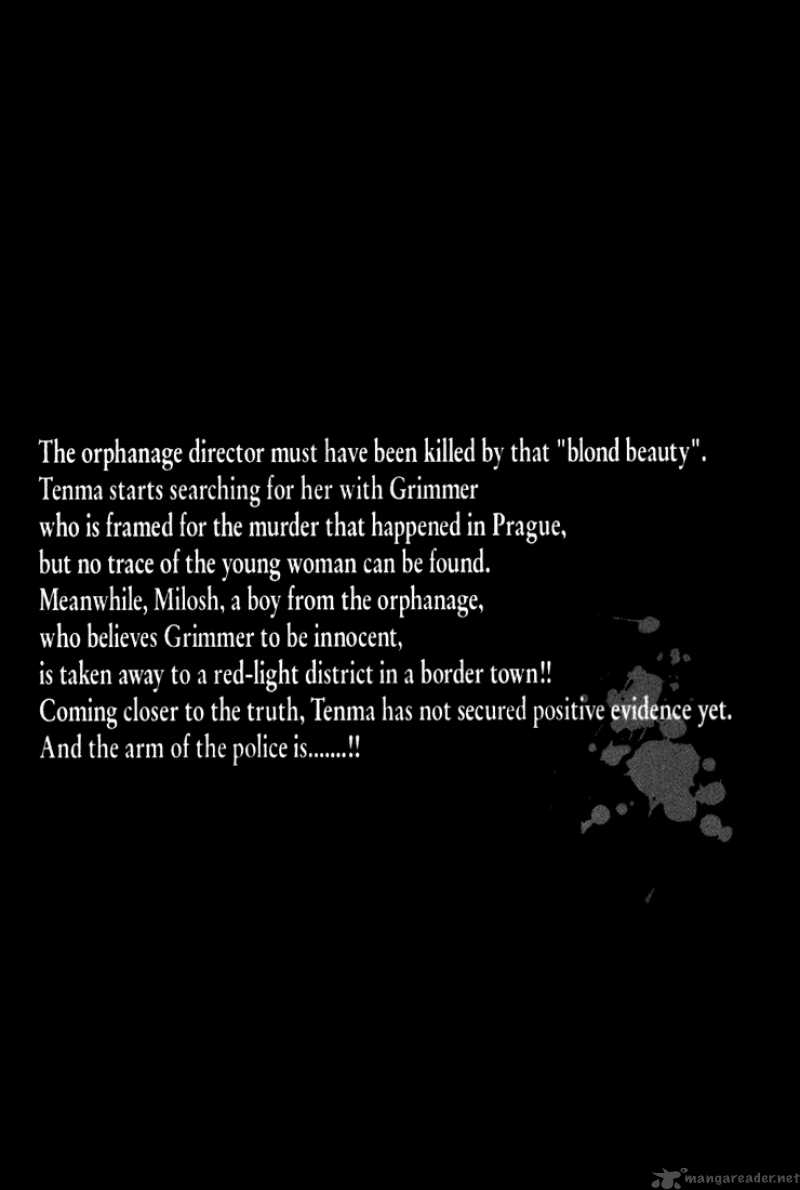 The orphanage director must have been killed by that "blond beauty".
Tenma starts searching for her with Grimmer
who is framed for the murder that happened in Prague,
but no trace of the young woman can be found.
Meanwhile, Milosh, a boy from the orphanage,
who believes Grimmer to be innocent,
is taken away to a red-light district in a border town!!
Coming closer to the truth, Tenma has not secured positive evidence yet.
And the arm of the police is.......!!
mangareader.net